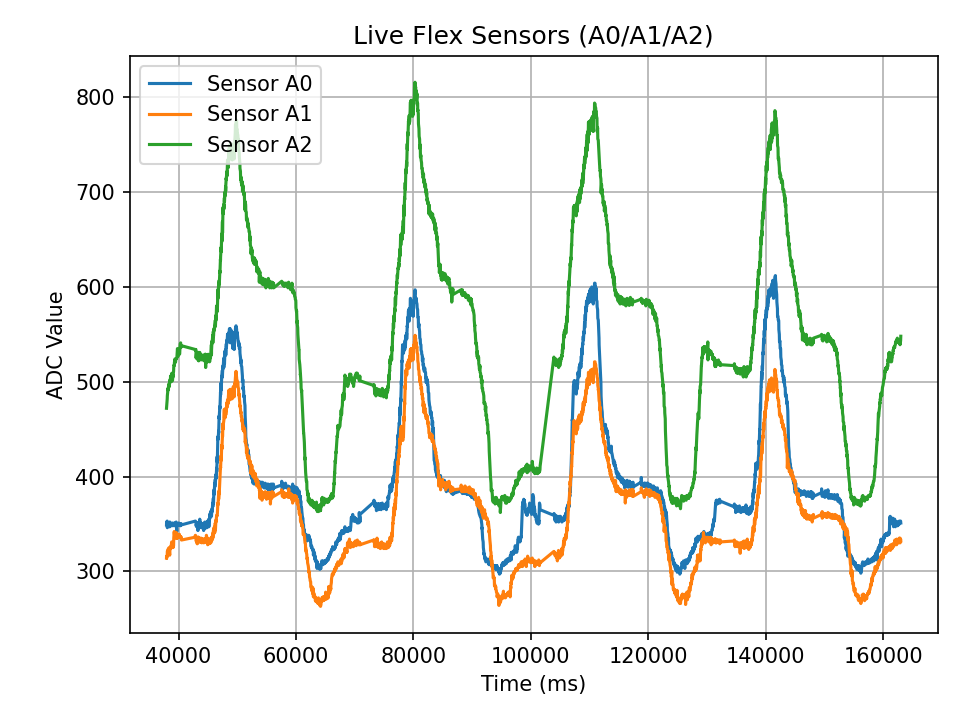 Live Flex Sensors (A0/A1/A2)
Sensor A0
Sensor A1
Sensor A2
800
700
600
500
400
300
ADC Value
40000 60000 80000 100000 120000 140000 160000
Time (ms)